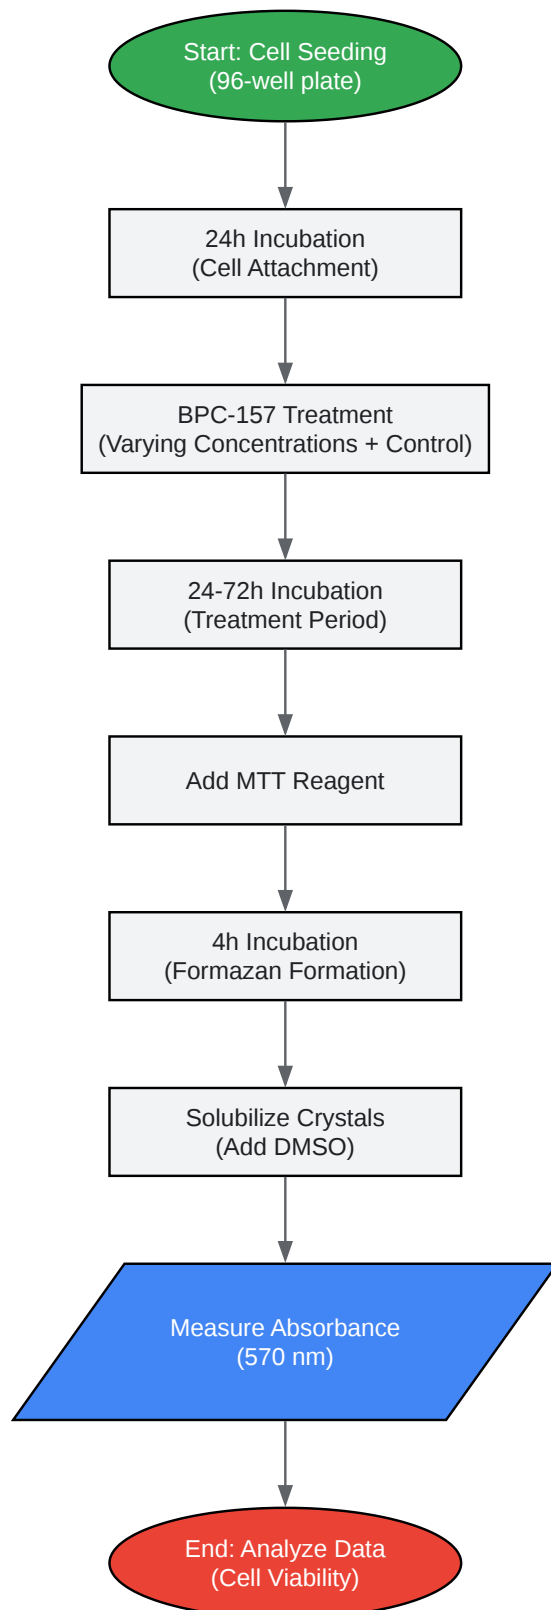 Start: Cell Seeding
(96-well plate)
24h Incubation
(Cell Attachment)
BPC-157 Treatment
(Varying Concentrations + Control)
24-72h Incubation
(Treatment Period)
Add MTT Reagent
4h Incubation
(Formazan Formation)
Solubilize Crystals
(Add DMSO)
Measure Absorbance
(570 nm)
End: Analyze Data
(Cell Viability)